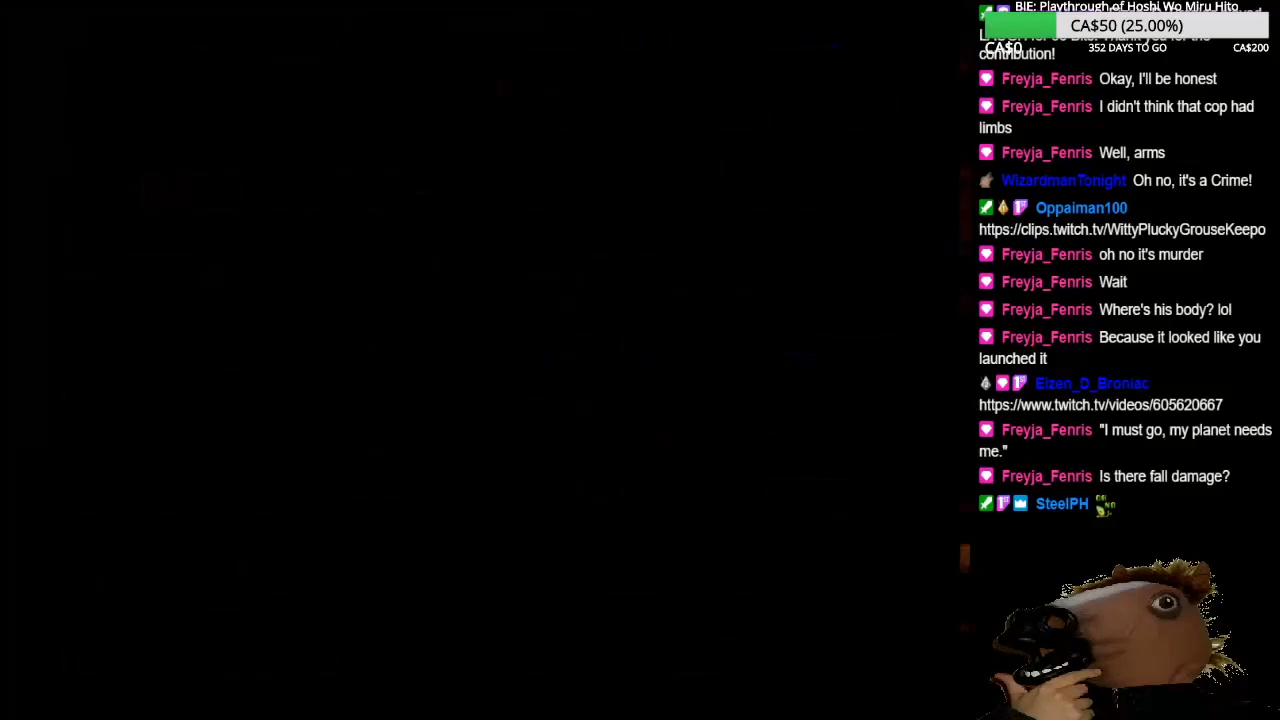 BIE: Playthrough of Hoshi Wo Miru Hito
CA$50 (25.00%)
CA$0 352 DAYS TO GO CA$200
contribution!
Freyja_Fenris Okay, I'll be honest
Freyja_Fenris I didn't think that cop had
limbs
Freyja_Fenris Well, arms
WizardmanTonight Oh no, it's a Crime!
Oppaiman100
https://clips.twitch.tv/WittyPluckyGrouseKeepo
Freyja_Fenris oh no it's murder
Freyja_Fenris Wait
Freyja_Fenris Where's his body? lol
Freyja_Fenris Because it looked like you
launched it
Eizen_D_Broniac
https://www.twitch.tv/videos/605620667
Freyja_Fenris "I must go, my planet needs
me."
Freyja_Fenris Is there fall damage?
SteelPH